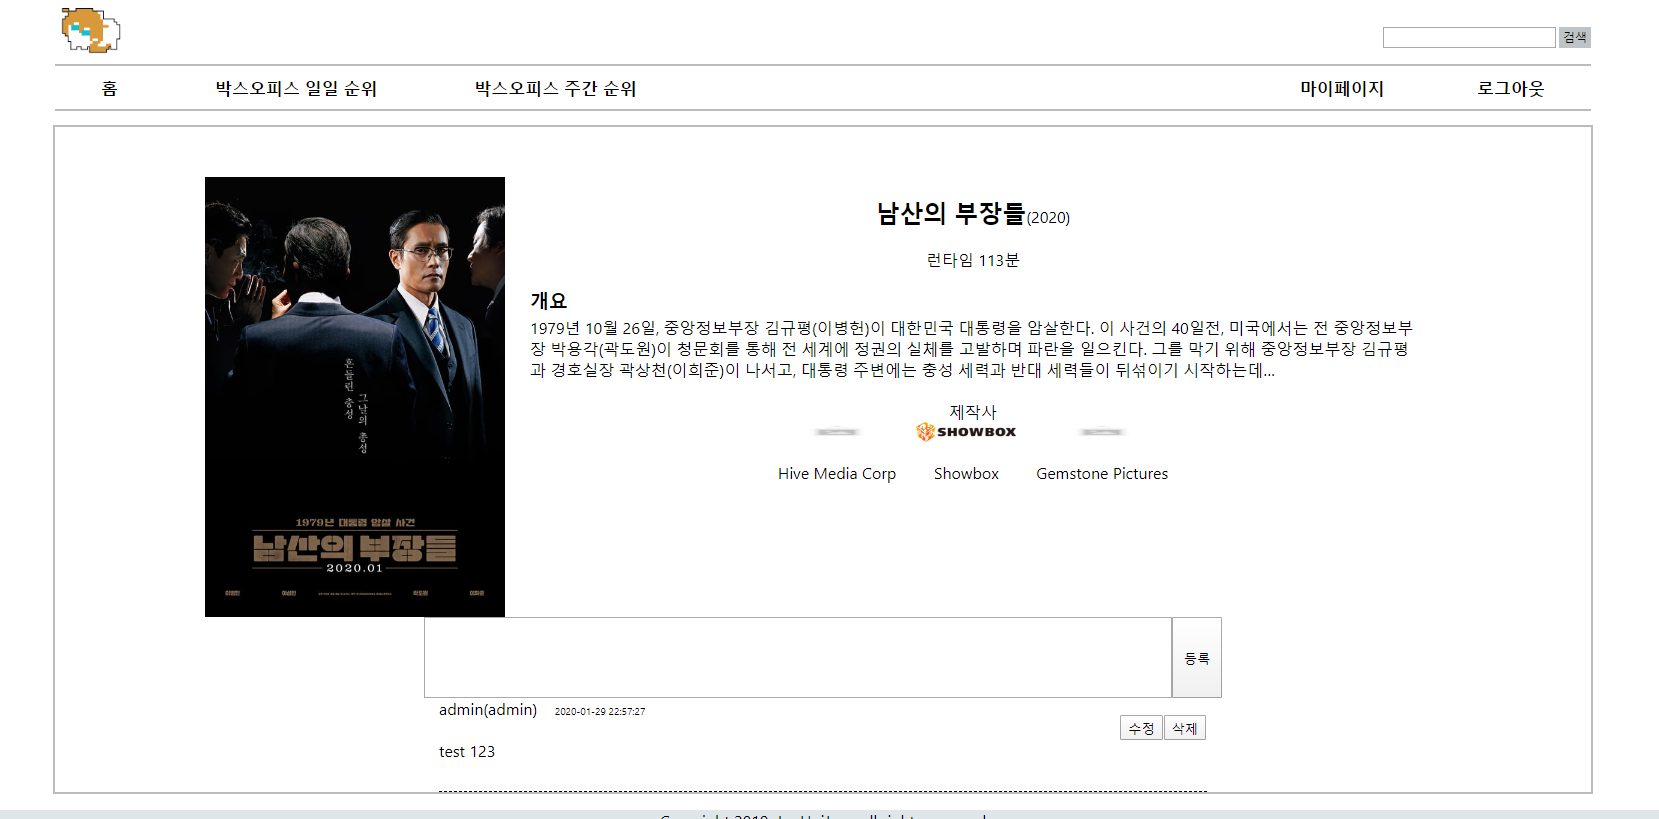 검색
홈
박스오피스 일일 순위
박스오피스 주간 순위
마이페이지
로그아웃
흔들린 충성
그날의 총성
1979년 대통령 암살 사건
남산의 부장들
2020.01
남산의 부장들(2020)
런타임 113분
개요
1979년 10월 26일, 중앙정보부장 김규평(이병헌)이 대한민국 대통령을 암살한다. 이 사건의 40일전, 미국에서는 전 중앙정보부
장 박용각(곽도원)이 청문회를 통해 전 세계에 정권의 실체를 고발하며 파란을 일으킨다. 그를 막기 위해 중앙정보부장 김규평
과 경호실장 곽상천(이희준)이 나서고, 대통령 주변에는 충성 세력과 반대 세력들이 뒤섞이기 시작하는데...
제작사
SHOWBOX
Hive Media Corp
Showbox
Gemstone Pictures
등록
admin(admin) 2020-01-29 22:57:27
수정
삭제
test 123